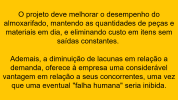 O projeto deve melhorar o desempenho do
almoxarifado, mantendo as quantidades de peças e
materiais em dia, e eliminando custo em itens sem
saídas constantes.
Ademais, a diminuição de lacunas em relação a
demanda, oferece à empresa uma considerável
vantagem em relação a seus concorrentes, uma vez
que uma eventual "falha humana" seria inibida.